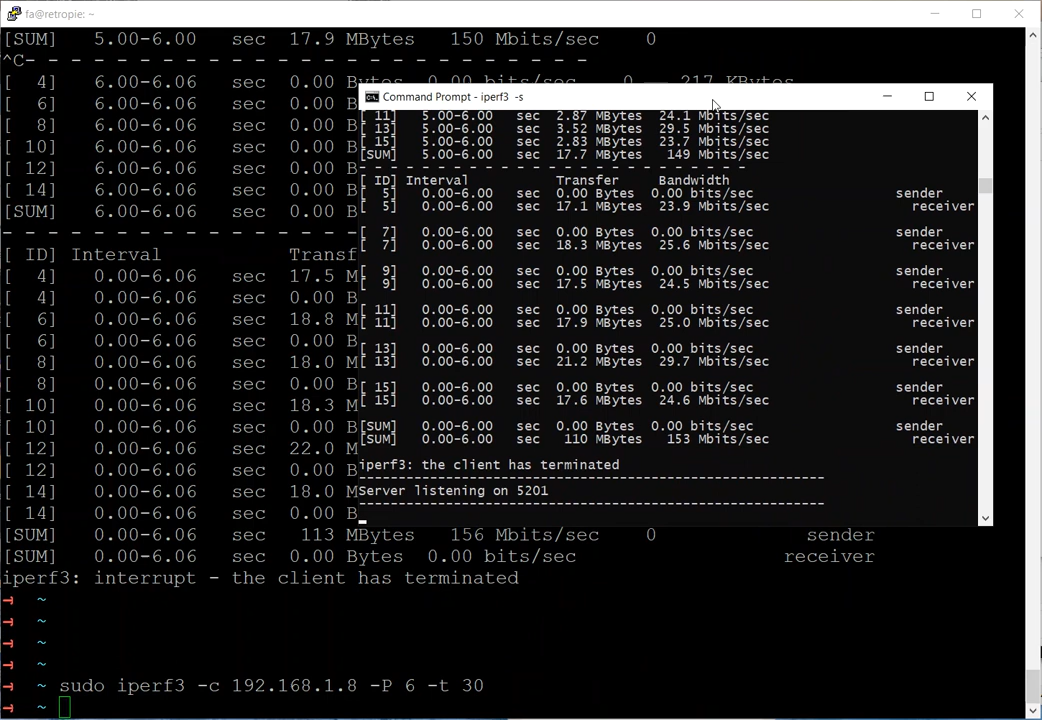 fa@retropie: ~
[SUM]   5.00-6.00   sec  17.9 MBytes   150 Mbits/sec    0
^C- - - - - - - - - - - - - - - - - - - - - - - - - - -
[  4]   6.00-6.06   sec  0.00 Bytes  0.00 bits/sec    0   217 KBytes
[  6]   6.00-6.06   sec  0.00 B
[  8]   6.00-6.06   sec  0.00 B
[ 10]   6.00-6.06   sec  0.00 B
[ 12]   6.00-6.06   sec  0.00 B
[ 14]   6.00-6.06   sec  0.00 B
[SUM]   6.00-6.06   sec  0.00 B
- - - - - - - - - - - - - - - -
[ ID] Interval           Transf
[  4]   0.00-6.06   sec  17.5 M
[  4]   0.00-6.06   sec  0.00 B
[  6]   0.00-6.06   sec  18.8 M
[  6]   0.00-6.06   sec  0.00 B
[  8]   0.00-6.06   sec  18.0 M
[  8]   0.00-6.06   sec  0.00 B
[ 10]   0.00-6.06   sec  18.3 M
[ 10]   0.00-6.06   sec  0.00 B
[ 12]   0.00-6.06   sec  22.0 M
[ 12]   0.00-6.06   sec  0.00 B
[ 14]   0.00-6.06   sec  18.0 M
[ 14]   0.00-6.06   sec  0.00 B
[SUM]   0.00-6.06   sec   113 MBytes   156 Mbits/sec    0             sender
[SUM]   0.00-6.06   sec  0.00 Bytes  0.00 bits/sec                  receiver
iperf3: interrupt - the client has terminated
→  ~
→  ~
→  ~
→  ~
→  ~ sudo iperf3 -c 192.168.1.8 -P 6 -t 30
→  ~
Command Prompt - iperf3  -s
[ 11]   5.00-6.00   sec  2.87 MBytes  24.1 Mbits/sec
[ 13]   5.00-6.00   sec  3.52 MBytes  29.5 Mbits/sec
[ 15]   5.00-6.00   sec  2.83 MBytes  23.7 Mbits/sec
[SUM]   5.00-6.00   sec  17.7 MBytes   149 Mbits/sec
- - - - - - - - - - - - - - - - - - - - - - - - -
[ ID] Interval           Transfer     Bandwidth
[  5]   0.00-6.00   sec  0.00 Bytes  0.00 bits/sec                  sender
[  5]   0.00-6.00   sec  17.1 MBytes  23.9 Mbits/sec                  receiver
[  7]   0.00-6.00   sec  0.00 Bytes  0.00 bits/sec                  sender
[  7]   0.00-6.00   sec  18.3 MBytes  25.6 Mbits/sec                  receiver
[  9]   0.00-6.00   sec  0.00 Bytes  0.00 bits/sec                  sender
[  9]   0.00-6.00   sec  17.5 MBytes  24.5 Mbits/sec                  receiver
[ 11]   0.00-6.00   sec  0.00 Bytes  0.00 bits/sec                  sender
[ 11]   0.00-6.00   sec  17.9 MBytes  25.0 Mbits/sec                  receiver
[ 13]   0.00-6.00   sec  0.00 Bytes  0.00 bits/sec                  sender
[ 13]   0.00-6.00   sec  21.2 MBytes  29.7 Mbits/sec                  receiver
[ 15]   0.00-6.00   sec  0.00 Bytes  0.00 bits/sec                  sender
[ 15]   0.00-6.00   sec  17.6 MBytes  24.6 Mbits/sec                  receiver
[SUM]   0.00-6.00   sec  0.00 Bytes  0.00 bits/sec                  sender
[SUM]   0.00-6.00   sec   110 MBytes   153 Mbits/sec                  receiver
iperf3: the client has terminated
-----------------------------------------------------------
Server listening on 5201
-----------------------------------------------------------